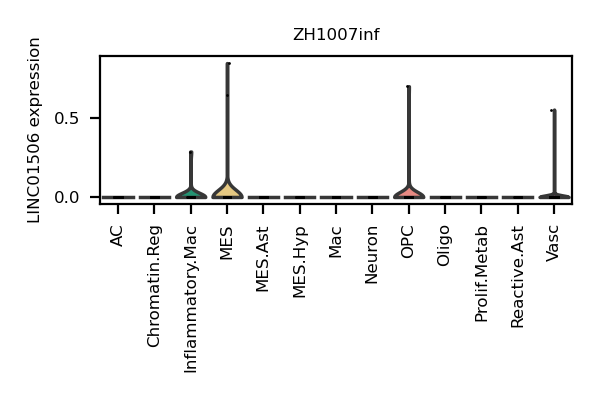 ZH1007inf
LINC01506 expression
0.5
0.0
AC
Chromatin.Reg
Inflammatory.Mac
MES
MES.Ast
MES.Hyp
Mac
Neuron
OPC
Oligo
Prolif.Metab
Reactive.Ast
Vasc